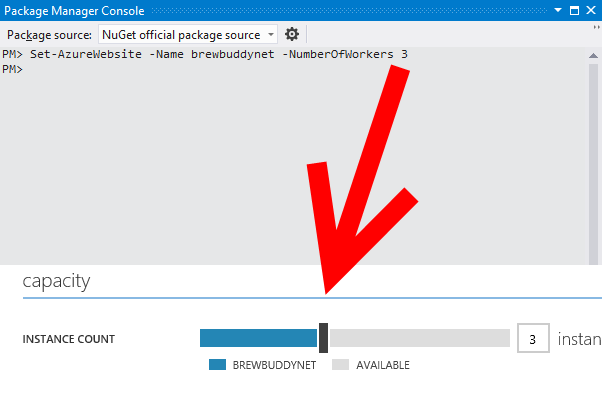 Package Manager Console
Package source: NuGet official package source
PM> Set-AzureWebsite -Name brewbuddynet -NumberOfWorkers 3
PM>
capacity
INSTANCE COUNT 3 instan
BREWBUDDYNET AVAILABLE